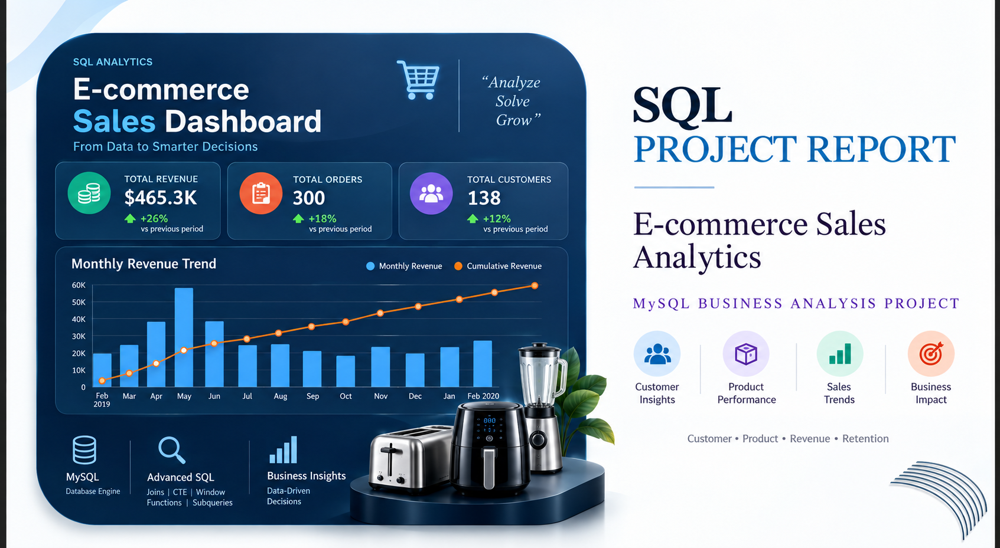 SQL ANALYTICS
E-commerce
Sales Dashboard
From Data to Smarter Decisions
“Analyze
Solve
Grow”
TOTAL REVENUE
$465.3K
+26%
vs previous period
TOTAL ORDERS
300
+18%
vs previous period
TOTAL CUSTOMERS
138
+12%
vs previous period
Monthly Revenue Trend
Monthly Revenue
Cumulative Revenue
60K
50K
40K
30K
20K
10K
0
Feb 2019
Mar
Apr
May
Jun
Jul
Aug
Sep
Oct
Nov
Dec
Jan
Feb 2020
MySQL
Database Engine
Advanced SQL
Joins | CTE | Window
Functions | Subqueries
Business Insights
Data-Driven
Decisions
000
SQL
PROJECT REPORT
E-commerce Sales
Analytics
MySQL BUSINESS ANALYSIS PROJECT
Customer
Insights
Product
Performance
Sales
Trends
Business
Impact
Customer • Product • Revenue • Retention